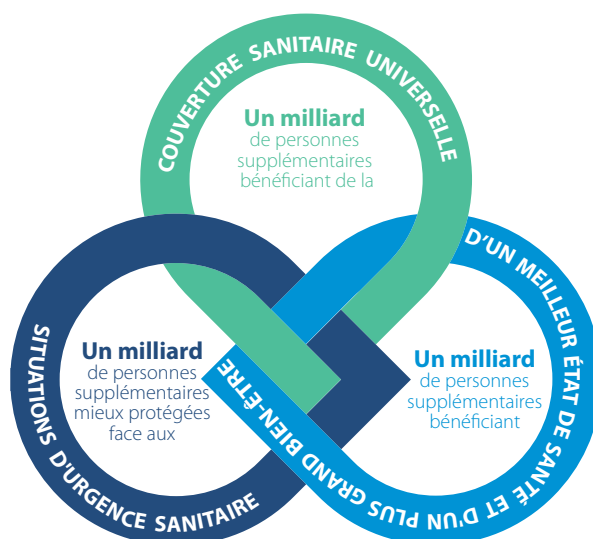 COUVERTURE SANITAIRE UNIVERSELLE
Un milliard
de personnes
supplémentaires
bénéficiant de la
SITUATIONS D'URGENCE SANITAIRE
Un milliard
de personnes
supplémentaires
mieux protégées
face aux
D'UN MEILLEUR ÉTAT DE SANTÉ ET D'UN PLUS GRAND BIEN-ÊTRE
Un milliard
de personnes
supplémentaires
bénéficiant